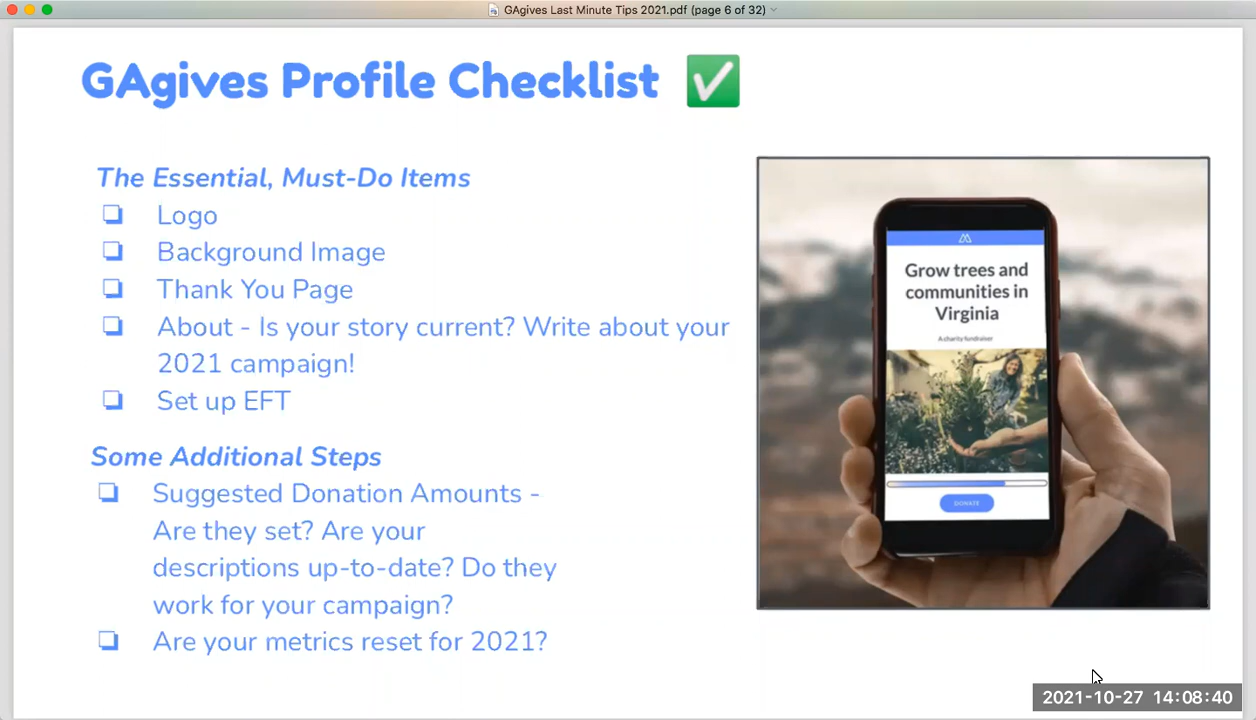 GAgives Last Minute Tips 2021.pdf (page 6 of 32)
GAgives Profile Checklist
The Essential, Must-Do Items
Logo
Background Image
Thank You Page
About - Is your story current? Write about your
2021 campaign!
Set up EFT
Some Additional Steps
Suggested Donation Amounts -
Are they set? Are your
descriptions up-to-date? Do they
work for your campaign?
Are your metrics reset for 2021?
Grow trees and
communities in
Virginia
A charity fundraiser
DONATE
2021-10-27 14:08:40